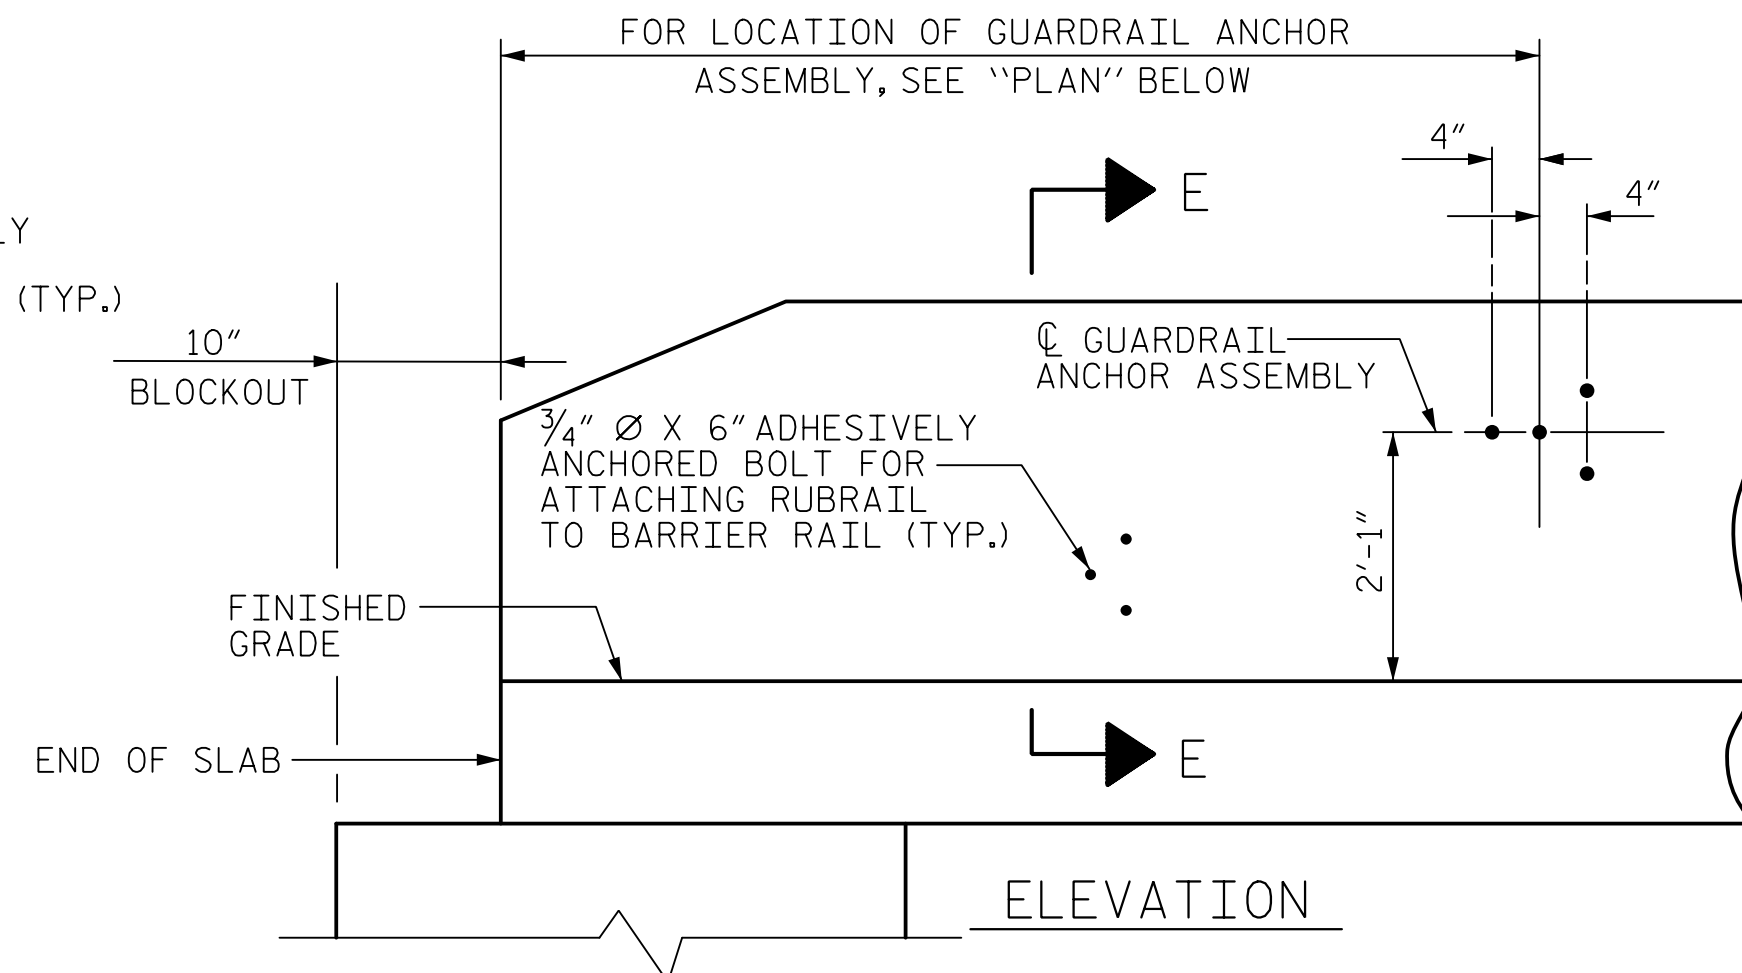 FOR LOCATION OF GUARDRAIL ANCHOR
ASSEMBLY, SEE "PLAN" BELOW
4"
4"
E
LY
(TYP.)
10"
BLOCKOUT
℄ GUARDRAIL
ANCHOR ASSEMBLY
3/4" Ø X 6" ADHESIVELY
ANCHORED BOLT FOR
ATTACHING RUBRAIL
TO BARRIER RAIL (TYP.)
2'-1"
FINISHED
GRADE
END OF SLAB
E
ELEVATION